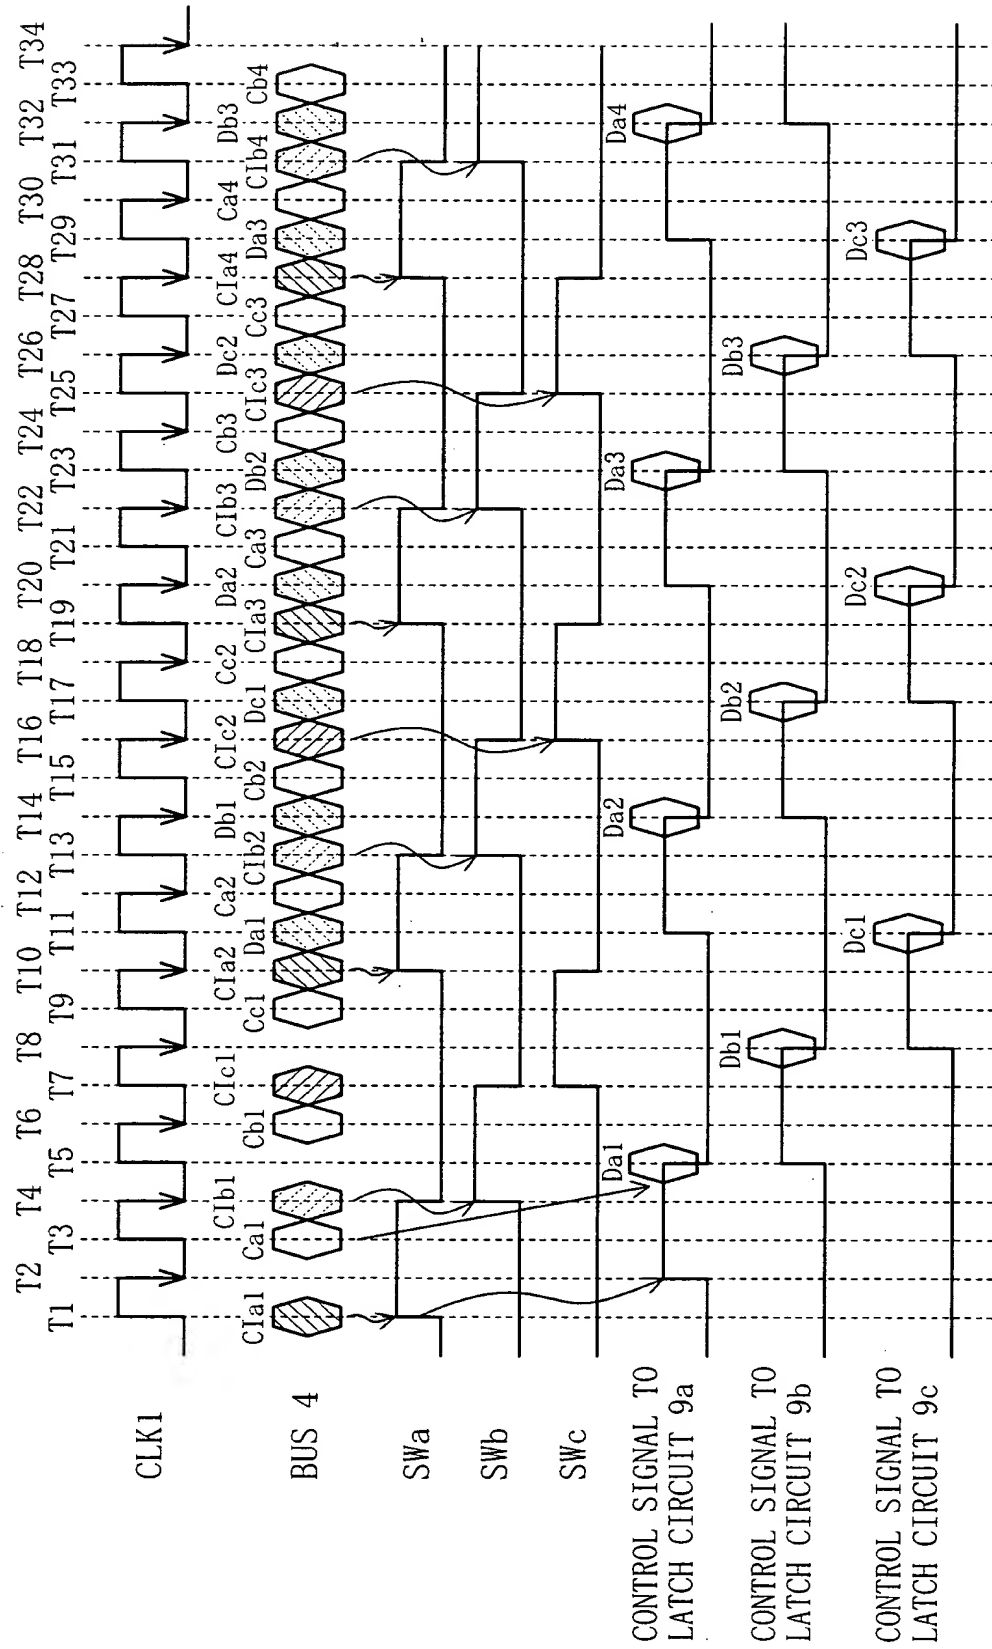 T2 T4 T6 T8 T10 T12 T14 T16 T18 T20 T22 T24 T26 T28 T30 T32 T34
T1 T3 T5 T7 T9 T11 T13 T15 T17 T19 T21 T23 T25 T27 T29 T31 T33
CLK1
CIb1 CIc1 CIa2 Ca2 Db1 CIc2 Cc2 Da2 CIb3 Cb3 Dc2 CIa4 Ca4 Db3
CIa1 Ca1 Cb1 Cc1 Da1 CIb2 Cb2 Dc1 CIa3 Ca3 Db2 CIc3 Cc3 Da3 CIb4 Cb4
BUS 4
SWa
SWb
SWc
Da1 Da2 Da3 Da4
CONTROL SIGNAL TO
LATCH CIRCUIT 9a
Db1 Db2 Db3
CONTROL SIGNAL TO
LATCH CIRCUIT 9b
Dc1 Dc2 Dc3
CONTROL SIGNAL TO
LATCH CIRCUIT 9c